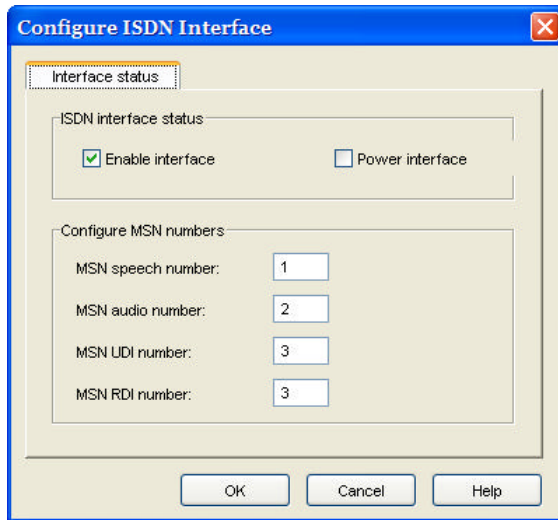 Configure ISDN Interface
Interface status
ISDN interface status
Enable interface Power interface
Configure MSN numbers
MSN speech number: 1
MSN audio number: 2
MSN UDI number: 3
MSN RDI number: 3
OK Cancel Help